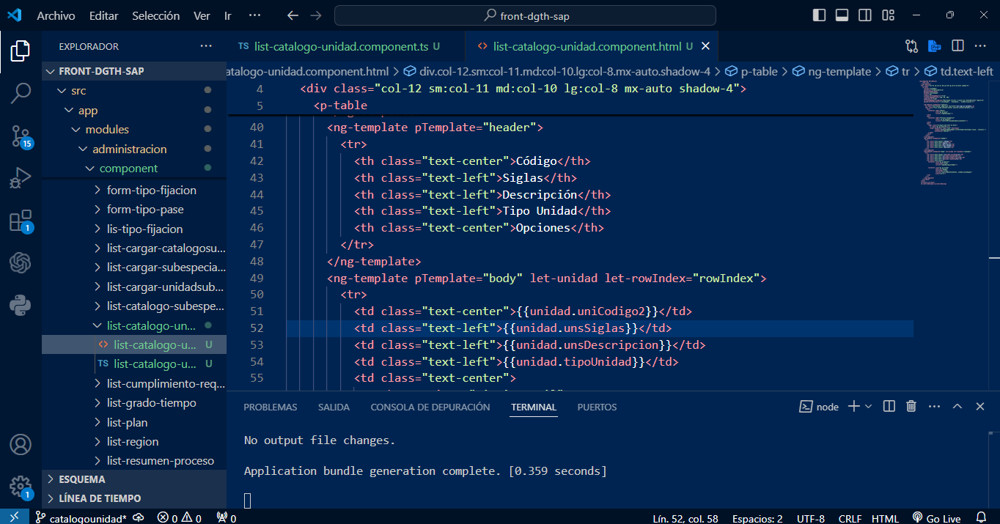 Archivo Editar Selección Ver Ir ··· front-dgth-sap
EXPLORADOR ···
FRONT-DGTH-SAP
src
app
modules
administracion
component
form-tipo-fijacion
form-tipo-pase
lis-tipo-fijacion
list-cargar-catalogosu...
list-cargar-subespecia...
list-cargar-unidadsub...
list-catalogo-subespe...
list-catalogo-un...
<> list-catalogo-u... U
TS list-catalogo-u... U
list-cumplimiento-req...
list-grado-tiempo
list-plan
list-region
list-resumen-proceso
ESQUEMA
LÍNEA DE TIEMPO
15
1
1
TS list-catalogo-unidad.component.ts U
<> list-catalogo-unidad.component.html U
atalogo-unidad.component.html > div.col-12.sm:col-11.md:col-10.lg:col-8.mx-auto.shadow-4 > p-table > ng-template > tr > td.text-left
4 <div class="col-12 sm:col-11 md:col-10 lg:col-8 mx-auto shadow-4">
5 <p-table
40 <ng-template pTemplate="header">
41 <tr>
42 <th class="text-center">Código</th>
43 <th class="text-left">Siglas</th>
44 <th class="text-left">Descripción</th>
45 <th class="text-left">Tipo Unidad</th>
46 <th class="text-center">Opciones</th>
47 </tr>
48 </ng-template>
49 <ng-template pTemplate="body" let-unidad let-rowIndex="rowIndex">
50 <tr>
51 <td class="text-center">{{unidad.uniCodigo2}}</td>
52 <td class="text-left">{{unidad.unsSiglas}}</td>
53 <td class="text-left">{{unidad.unsDescripcion}}</td>
54 <td class="text-left">{{unidad.tipoUnidad}}</td>
55 <td class="text-center">
PROBLEMAS SALIDA CONSOLA DE DEPURACIÓN TERMINAL PUERTOS node
No output file changes.
Application bundle generation complete. [0.359 seconds]
catalogounidad* 0 0 0 Lín. 52, col. 58 Espacios: 2 UTF-8 CRLF HTML Go Live